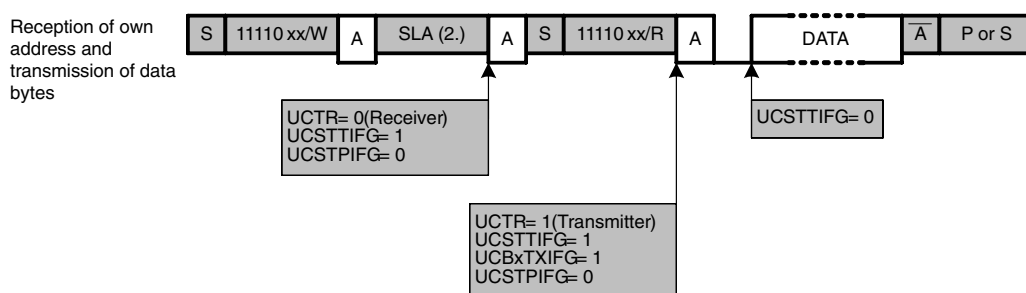 Reception of own
address and
transmission of data
bytes
S 11110 xx/W A SLA (2.) A S 11110 xx/R A DATA A P or S
UCTR= 0(Receiver)
UCSTTIFG= 1
UCSTPIFG= 0
UCSTTIFG= 0
UCTR= 1(Transmitter)
UCSTTIFG= 1
UCBxTXIFG= 1
UCSTPIFG= 0